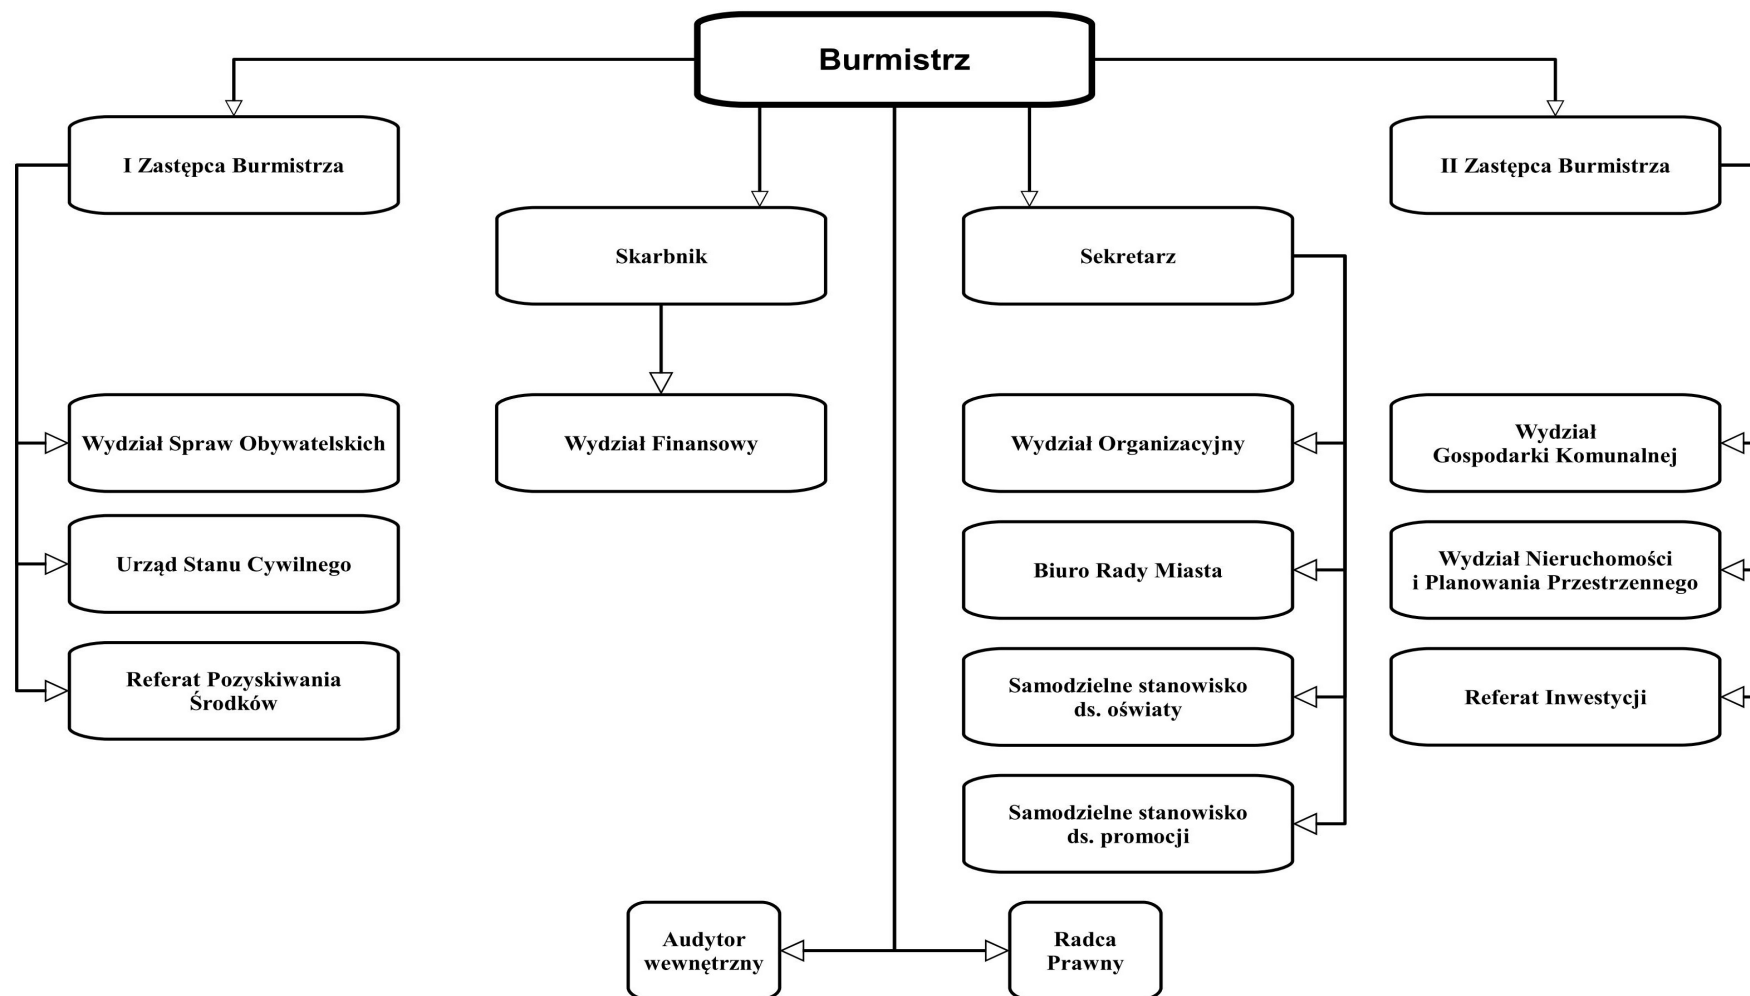 Burmistrz
I Zastępca Burmistrza
II Zastępca Burmistrza
Skarbnik
Sekretarz
Wydział Spraw Obywatelskich
Urząd Stanu Cywilnego
Referat Pozyskiwania
Środków
Wydział Finansowy
Wydział Organizacyjny
Biuro Rady Miasta
Samodzielne stanowisko
ds. oświaty
Samodzielne stanowisko
ds. promocji
Wydział
Gospodarki Komunalnej
Wydział Nieruchomości
i Planowania Przestrzennego
Referat Inwestycji
Audytor
wewnętrzny
Radca
Prawny